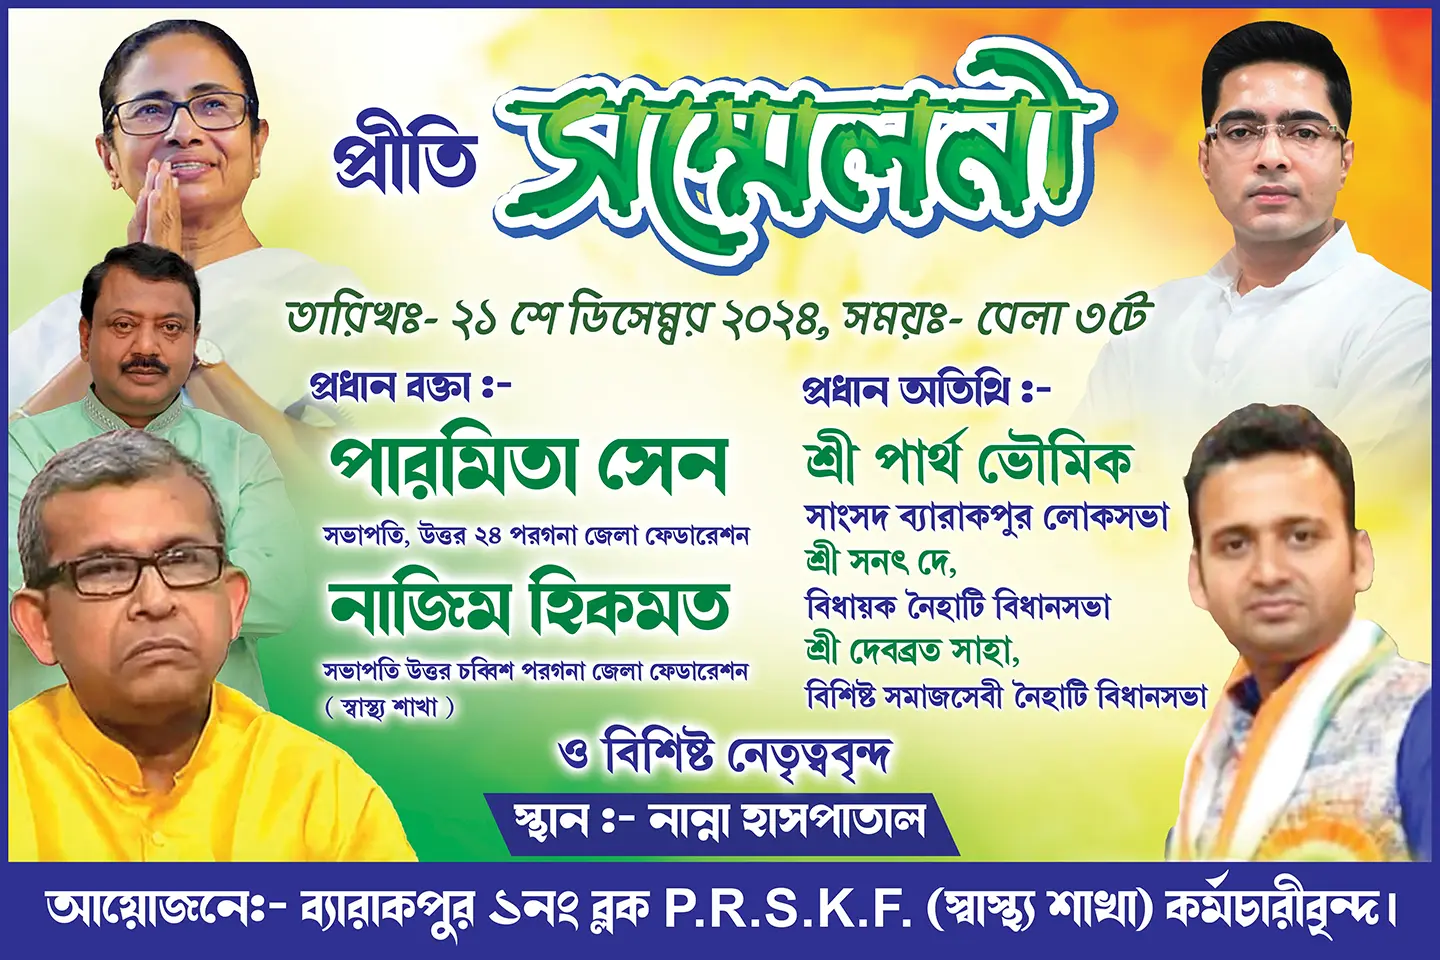 প্রীতি সম্মেলনী
তারিখঃ- ২১ শে ডিসেম্বর ২০২৪, সময়ঃ- বেলা ৩টে
প্রধান বক্তা :-
পারমিতা সেন
সভাপতি, উত্তর ২৪ পরগনা জেলা ফেডারেশন
নাজিম হিকমত
সভাপতি উত্তর চব্বিশ পরগনা জেলা ফেডারেশন
( স্বাস্থ্য শাখা )
প্রধান অতিথি :-
শ্রী পার্থ ভৌমিক
সাংসদ ব্যারাকপুর লোকসভা
শ্রী সনৎ দে,
বিধায়ক নৈহাটি বিধানসভা
শ্রী দেবব্রত সাহা,
বিশিষ্ট সমাজসেবী নৈহাটি বিধানসভা
ও বিশিষ্ট নেতৃত্ববৃন্দ
স্থান :- নান্না হাসপাতাল
আয়োজনে:- ব্যারাকপুর ১নং ব্লক P.R.S.K.F. (স্বাস্থ্য শাখা) কর্মচারীবৃন্দ।